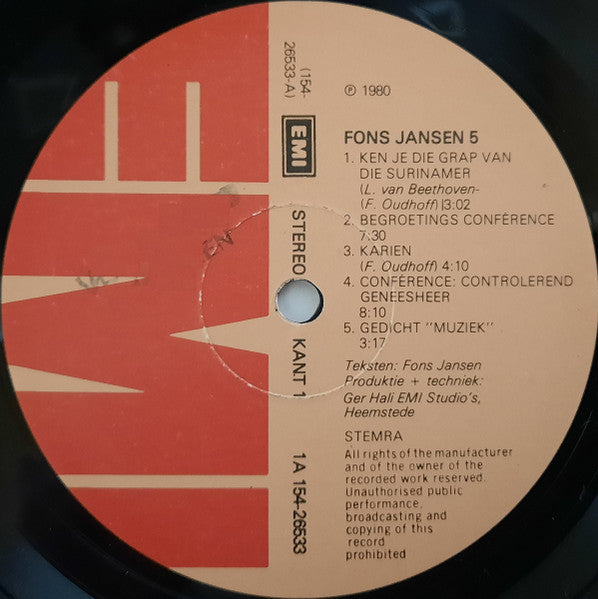 EMI
(154-
26533-A)
EMI
STEREO KANT 1 1A 154-26533
℗ 1980
FONS JANSEN 5
1. KEN JE DIE GRAP VAN
DIE SURINAMER
(L. van Beethoven-
(F. Oudhoff) 13:02
2. BEGROETINGS CONFÉRENCE
7:30
3. KARIEN
(F. Oudhoff) 4:10
4. CONFÉRENCE: CONTROLEREND
GENEESHEER
8:10
5. GEDICHT "MUZIEK"
3:17
Teksten: Fons Jansen
Produktie + techniek:
Ger Hali EMI Studio's,
Heemstede
STEMRA
All rights of the manufacturer
and of the owner of the
recorded work reserved.
Unauthorised public
performance,
broadcasting and
copying of this
record
prohibited